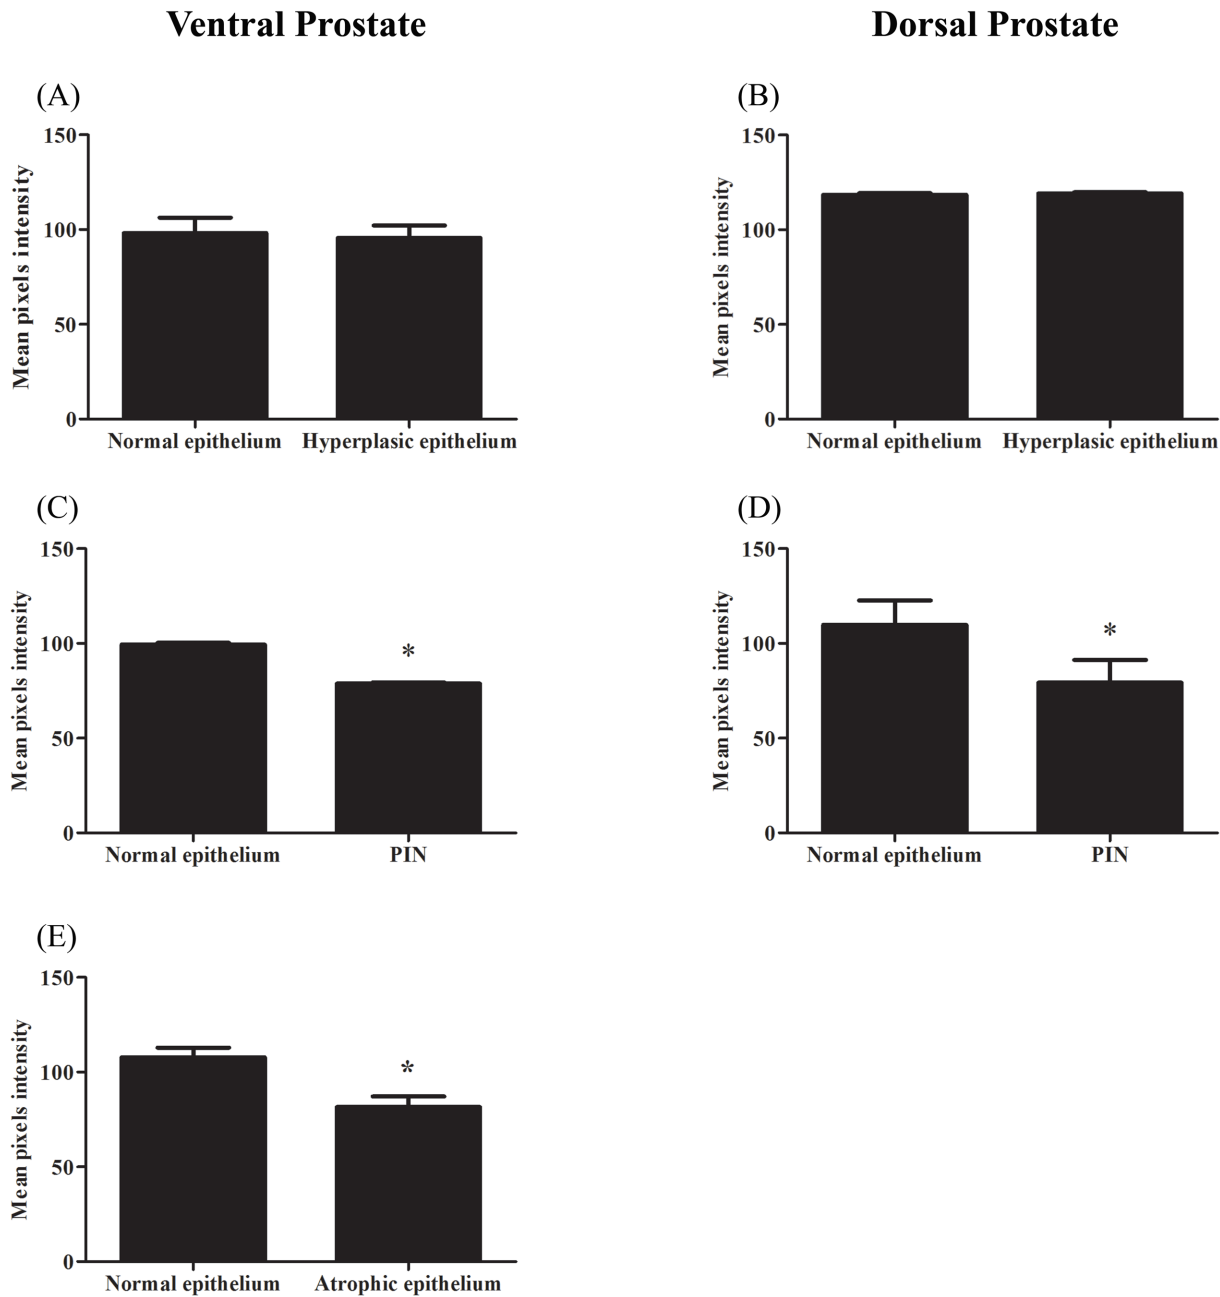 Ventral Prostate
Dorsal Prostate
(A)
Mean pixels intensity
150
100
50
0
Normal epithelium
Hyperplasic epithelium
(B)
Mean pixels intensity
150
100
50
0
Normal epithelium
Hyperplasic epithelium
(C)
Mean pixels intensity
150
100
50
0
*
Normal epithelium
PIN
(D)
Mean pixels intensity
150
100
50
0
*
Normal epithelium
PIN
(E)
Mean pixels intensity
150
100
50
0
*
Normal epithelium
Atrophic epithelium